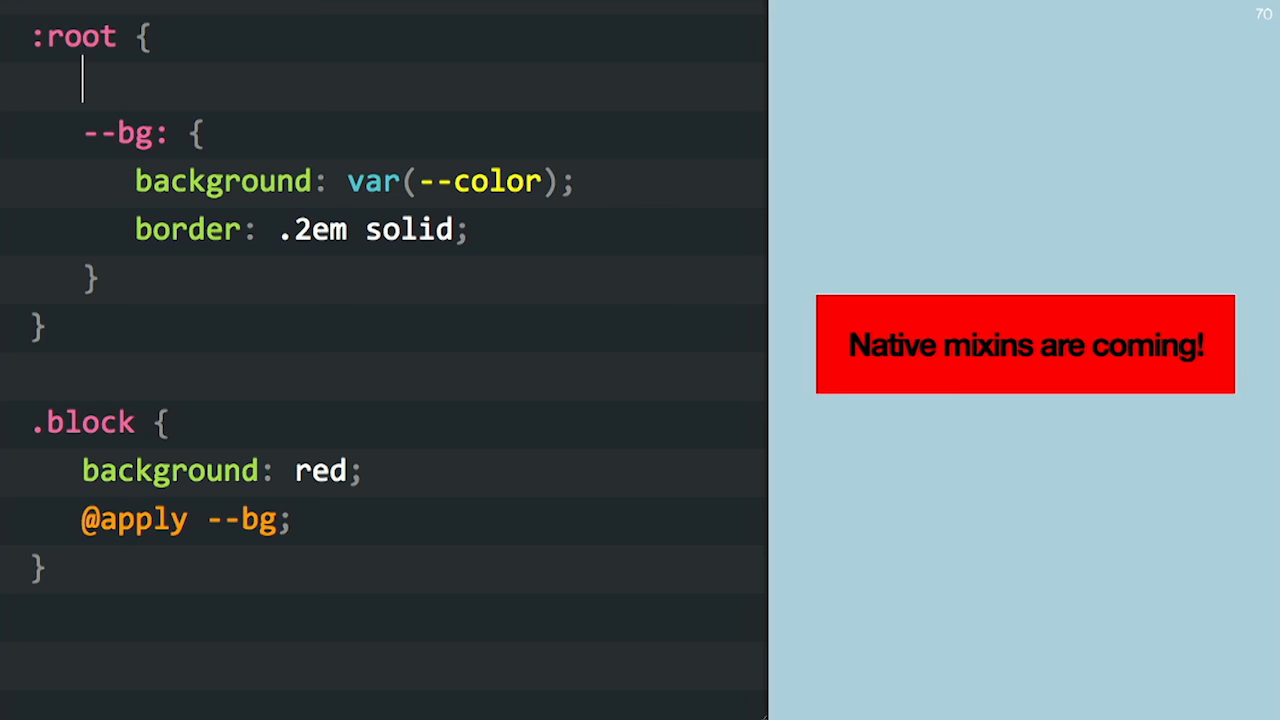 :root {
--bg: {
background: var(--color);
border: .2em solid;
}
}
.block {
background: red;
@apply --bg;
}
70
Native mixins are coming!